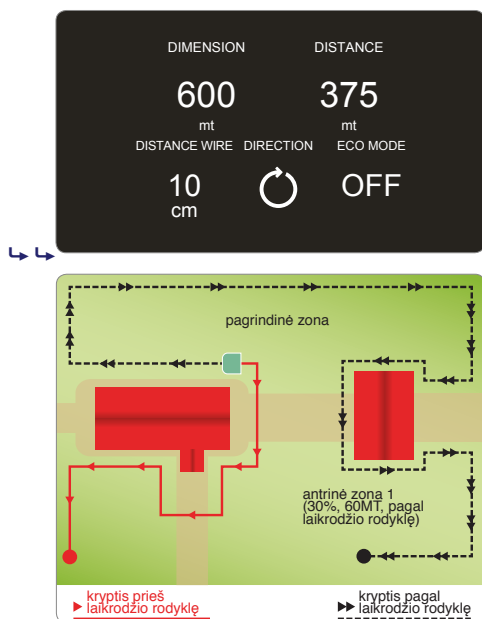 DIMENSION DISTANCE
600 375
mt mt
DISTANCE WIRE DIRECTION ECO MODE
10 OFF
cm
pagrindinė zona
antrinė zona 1
(30%, 60MT, pagal
laikrodžio rodyklę)
kryptis prieš
laikrodžio rodyklę
kryptis pagal
laikrodžio rodyklę